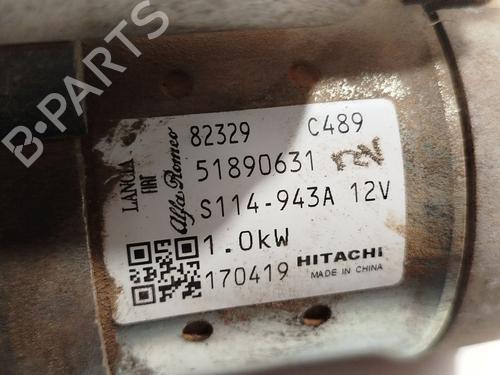 B-PARTS
LANCIA
FIAT
Alfa Romeo
82329 C489
51890631
S114-943A 12V
1.0kW
170419 HITACHI
MADE IN CHINA